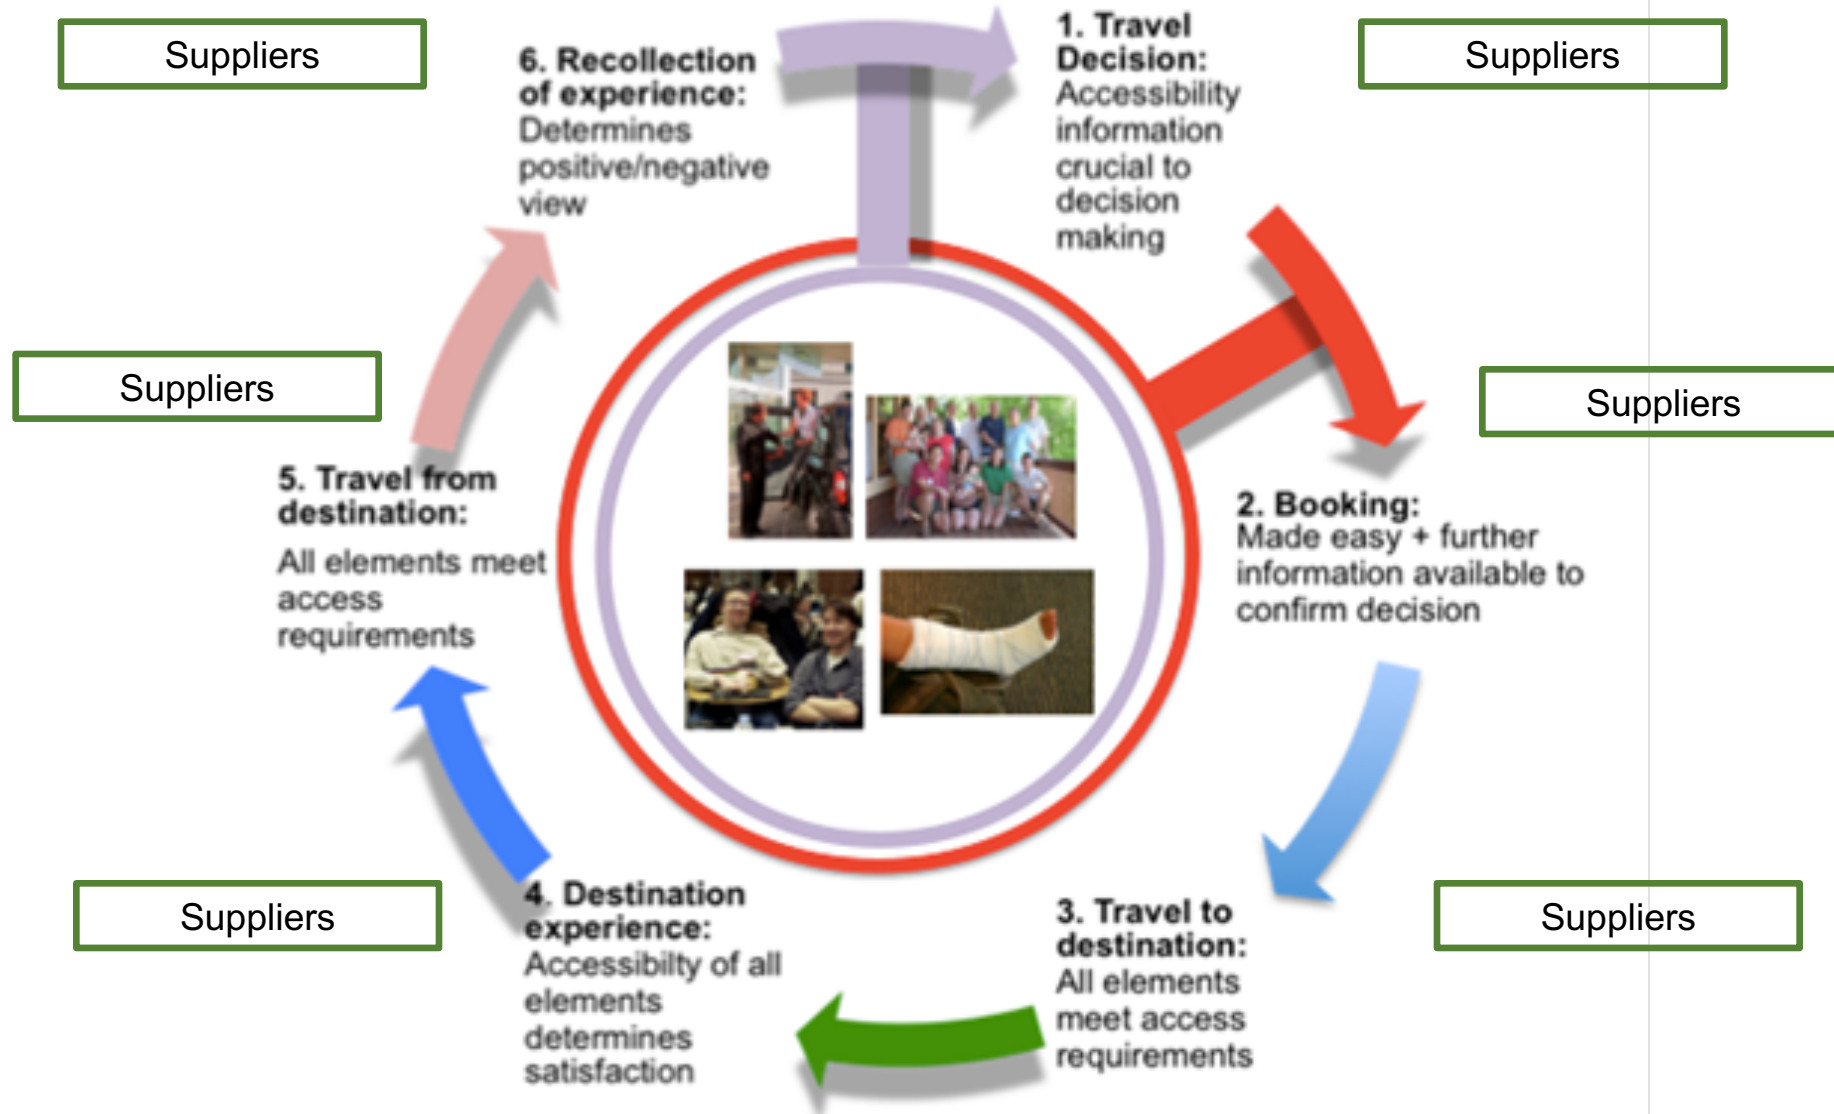 Suppliers
6. Recollection
of experience:
Determines
positive/negative
view
1. Travel
Decision:
Accessibility
information
crucial to
decision
making
Suppliers
Suppliers
2. Booking:
Made easy + further
information available to
confirm decision
Suppliers
3. Travel to
destination:
All elements
meet access
requirements
4. Destination
experience:
Accessibilty of all
elements
determines
satisfaction
Suppliers
5. Travel from
destination:
All elements meet
access
requirements
Suppliers